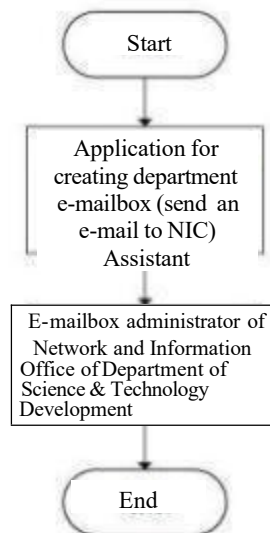 Start
Application for
creating department
e-mailbox (send an
e-mail to NIC)
Assistant
E-mailbox administrator of
Network and Information
Office of Department of
Science & Technology
Development
End